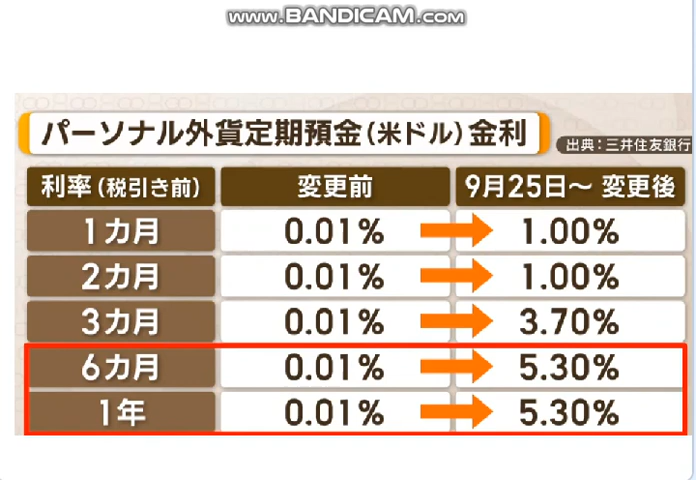 www.BANDICAM.com
パーソナル外貨定期預金(米ドル)金利
出典:三井住友銀行
利率(税引き前) 変更前 9月25日～ 変更後
1カ月 0.01% 1.00%
2カ月 0.01% 1.00%
3カ月 0.01% 3.70%
6カ月 0.01% 5.30%
1年 0.01% 5.30%